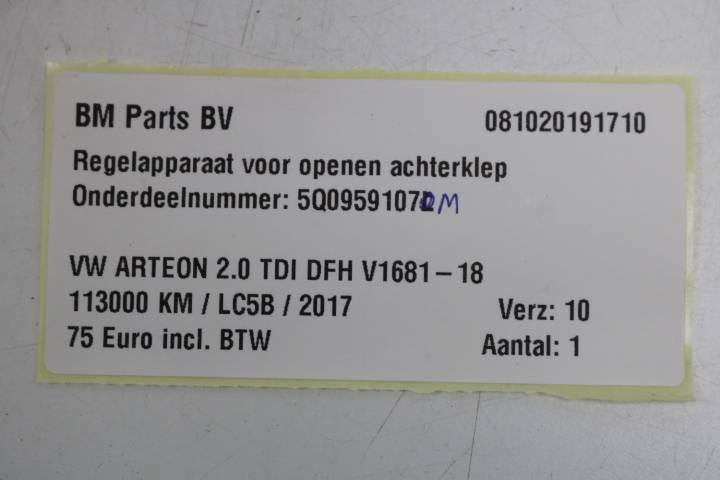 BM Parts BV 081020191710
Regelapparaat voor openen achterklep
Onderdeelnummer: 5Q0959107 M
VW ARTEON 2.0 TDI DFH V1681-18
113000 KM / LC5B / 2017 Verz: 10
75 Euro incl. BTW Aantal: 1